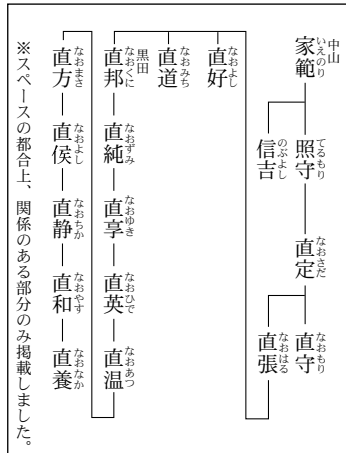 中山
家範
いえのり
照守
てるもり
信吉
のぶよし
直定
なおさだ
直守
なおもり
直張
なおはる
直好
なおよし
直道
なおみち
黒田
直邦
なおくに
直純
なおずみ
直享
なおゆき
直英
なおひで
直温
なおあつ
直方
なおまさ
直侯
なおよし
直静
なおちか
直和
なおやす
直養
なおなか
※スペースの都合上、関係のある部分のみ掲載しました。